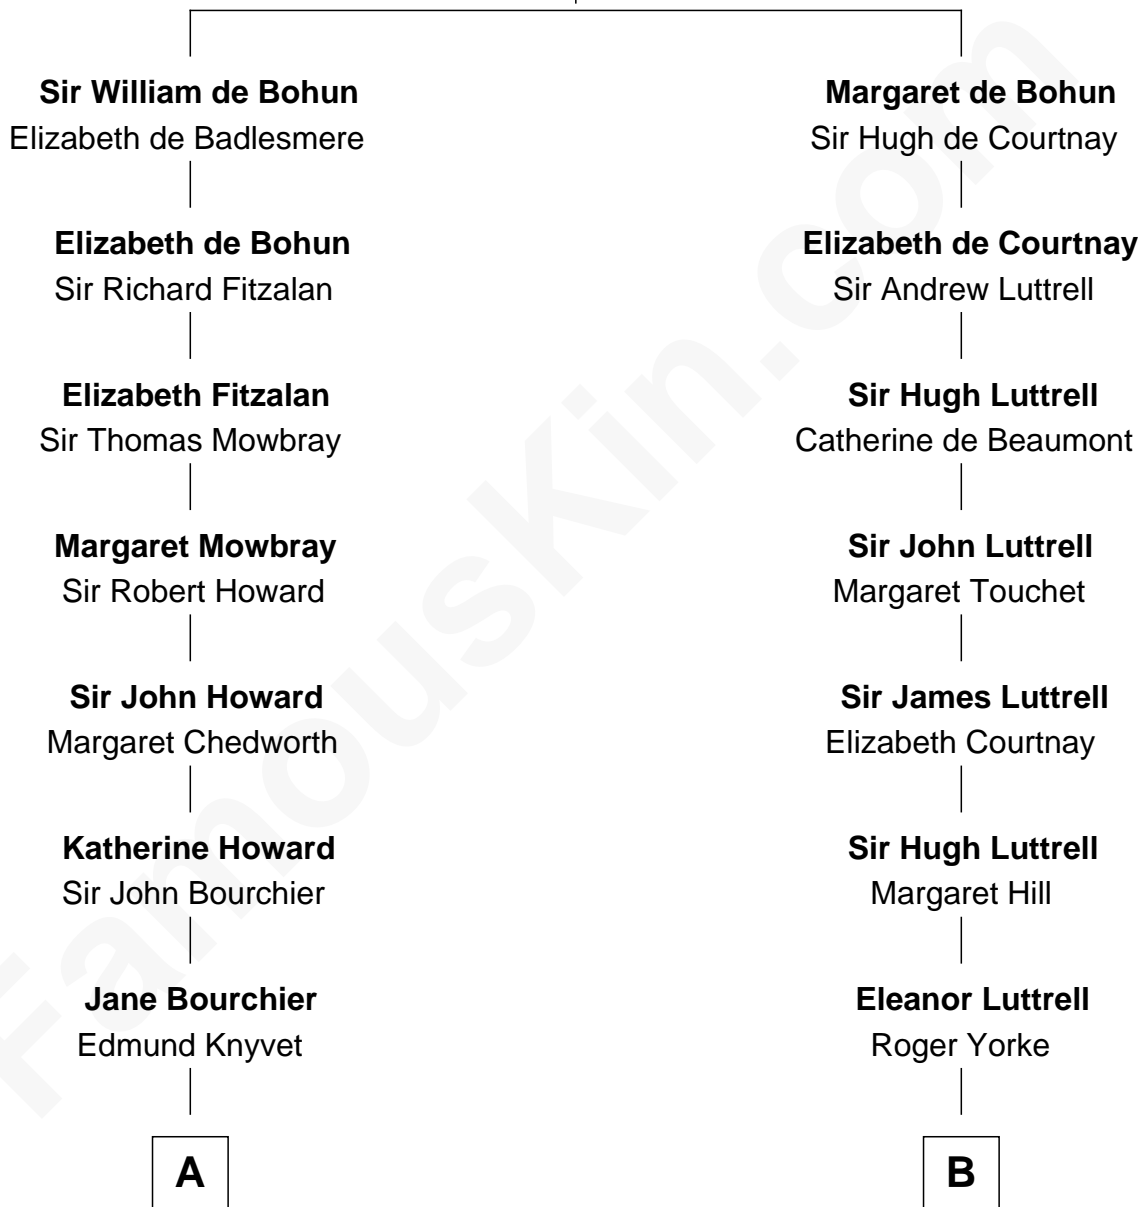 Sir William de Bohun
Elizabeth de Badlesmere
Elizabeth de Bohun
Sir Richard Fitzalan
Elizabeth Fitzalan
Sir Thomas Mowbray
Margaret Mowbray
Sir Robert Howard
Sir John Howard
Margaret Chedworth
Katherine Howard
Sir John Bourchier
Jane Bourchier
Edmund Knyvet
A
Margaret de Bohun
Sir Hugh de Courtnay
Elizabeth de Courtnay
Sir Andrew Luttrell
Sir Hugh Luttrell
Catherine de Beaumont
Sir John Luttrell
Margaret Touchet
Sir James Luttrell
Elizabeth Courtnay
Sir Hugh Luttrell
Margaret Hill
Eleanor Luttrell
Roger Yorke
B
FamousKin.com